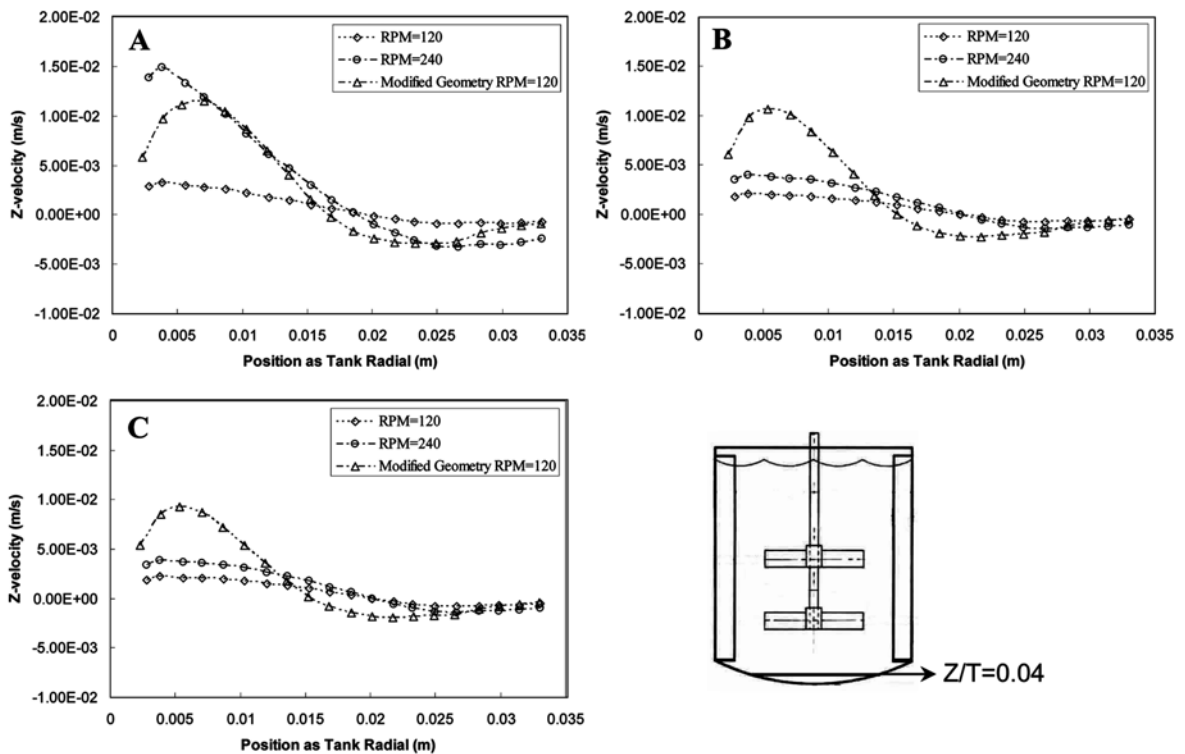 A
RPM=120
RPM=240
Modified Geometry RPM=120
Z-velocity (m/s)
2.00E-02
1.50E-02
1.00E-02
5.00E-03
0.00E+00
-5.00E-03
-1.00E-02
0 0.005 0.01 0.015 0.02 0.025 0.03 0.035
Position as Tank Radial (m)
B
RPM=120
RPM=240
Modified Geometry RPM=120
Z-velocity (m/s)
2.00E-02
1.50E-02
1.00E-02
5.00E-03
0.00E+00
-5.00E-03
-1.00E-02
0 0.005 0.01 0.015 0.02 0.025 0.03 0.035
Position as Tank Radial (m)
C
RPM=120
RPM=240
Modified Geometry RPM=120
Z-velocity (m/s)
2.00E-02
1.50E-02
1.00E-02
5.00E-03
0.00E+00
-5.00E-03
-1.00E-02
0 0.005 0.01 0.015 0.02 0.025 0.03 0.035
Position as Tank Radial (m)
Z/T=0.04